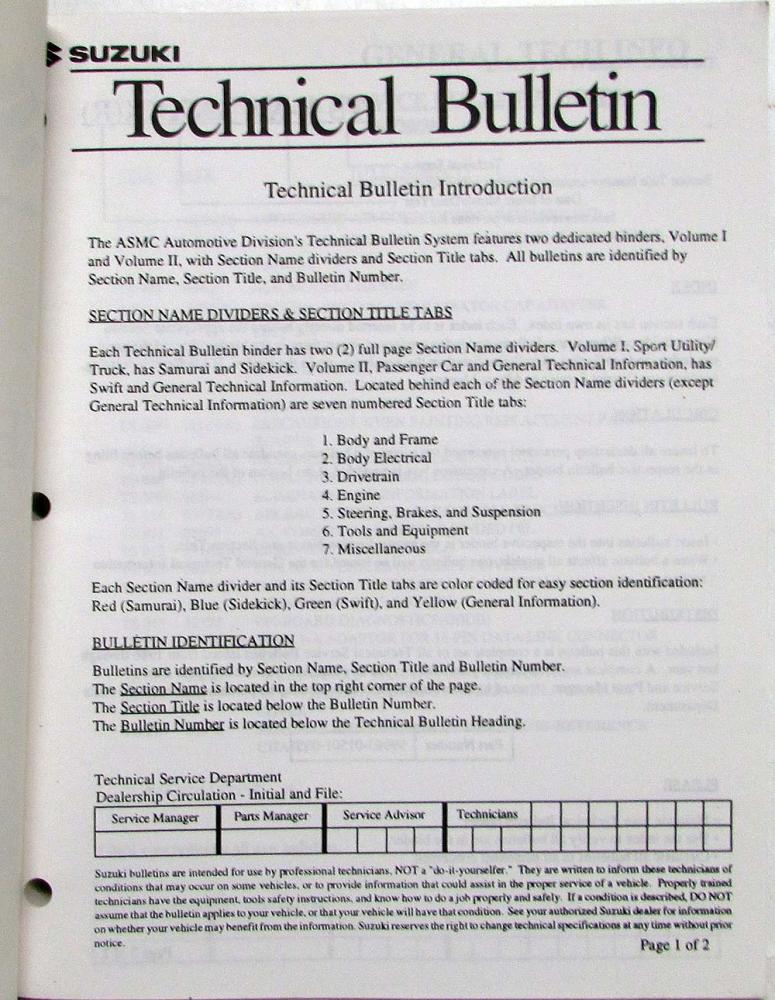 SUZUKI
Technical Bulletin
Technical Bulletin Introduction
The ASMC Automotive Division's Technical Bulletin System features two dedicated binders, Volume I
and Volume II, with Section Name dividers and Section Title tabs. All bulletins are identified by
Section Name, Section Title, and Bulletin Number.
SECTION NAME DIVIDERS & SECTION TITLE TABS
Each Technical Bulletin binder has two (2) full page Section Name dividers. Volume I, Sport Utility/
Truck, has Samurai and Sidekick. Volume II, Passenger Car and General Technical Information, has
Swift and General Technical Information. Located behind each of the Section Name dividers (except
General Technical Information) are seven numbered Section Title tabs:
1. Body and Frame
2. Body Electrical
3. Drivetrain
4. Engine
5. Steering, Brakes, and Suspension
6. Tools and Equipment
7. Miscellaneous
Each Section Name divider and its Section Title tabs are color coded for easy section identification:
Red (Samurai), Blue (Sidekick), Green (Swift), and Yellow (General Information).
BULLETIN IDENTIFICATION
Bulletins are identified by Section Name, Section Title and Bulletin Number.
The Section Name is located in the top right corner of the page.
The Section Title is located below the Bulletin Number.
The Bulletin Number is located below the Technical Bulletin Heading.
Technical Service Department
Dealership Circulation - Initial and File:
Service Manager Parts Manager Service Advisor Technicians
Suzuki bulletins are intended for use by professional technicians, NOT a "do-it-yourselfer." They are written to inform these technicians of
conditions that may occur on some vehicles, or to provide information that could assist in the proper service of a vehicle. Properly trained
technicians have the equipment, tools safety instructions, and know how to do a job properly and safely. If a condition is described, DO NOT
assume that the bulletin applies to your vehicle, or that your vehicle will have that condition. See your authorized Suzuki dealer for information
on whether your vehicle may benefit from the information. Suzuki reserves the right to change technical specifications at any time without prior
notice.
Page 1 of 2